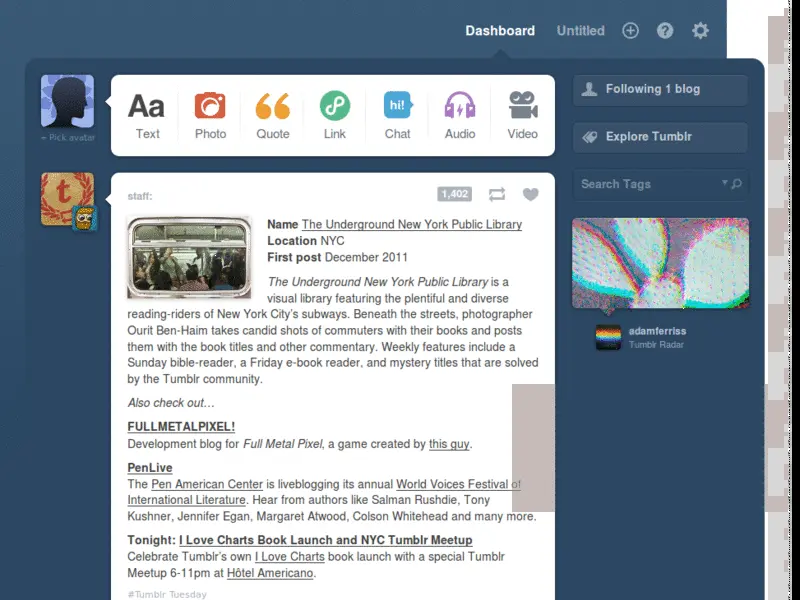 Dashboard Untitled
Following 1 blog
Aa hi!
Text Photo Quote Link Chat Audio Video
Pick avatar
Explore Tumblr
t
staff: 1,402
Search Tags
Name The Underground New York Public Library
Location NYC
First post December 2011
The Underground New York Public Library is a
visual library featuring the plentiful and diverse
reading-riders of New York City's subways. Beneath the streets, photographer
Ourit Ben-Haim takes candid shots of commuters with their books and posts
them with the book titles and other commentary. Weekly features include a
Sunday bible-reader, a Friday e-book reader, and mystery titles that are solved
by the Tumblr community.
adamferriss
Tumblr Radar
Also check out…
FULLMETALPIXEL!
Development blog for Full Metal Pixel, a game created by this guy.
PenLive
The Pen American Center is liveblogging its annual World Voices Festival of
International Literature. Hear from authors like Salman Rushdie, Tony
Kushner, Jennifer Egan, Margaret Atwood, Colson Whitehead and many more.
Tonight: I Love Charts Book Launch and NYC Tumblr Meetup
Celebrate Tumblr's own I Love Charts book launch with a special Tumblr
Meetup 6-11pm at Hôtel Americano.
#Tumblr Tuesday